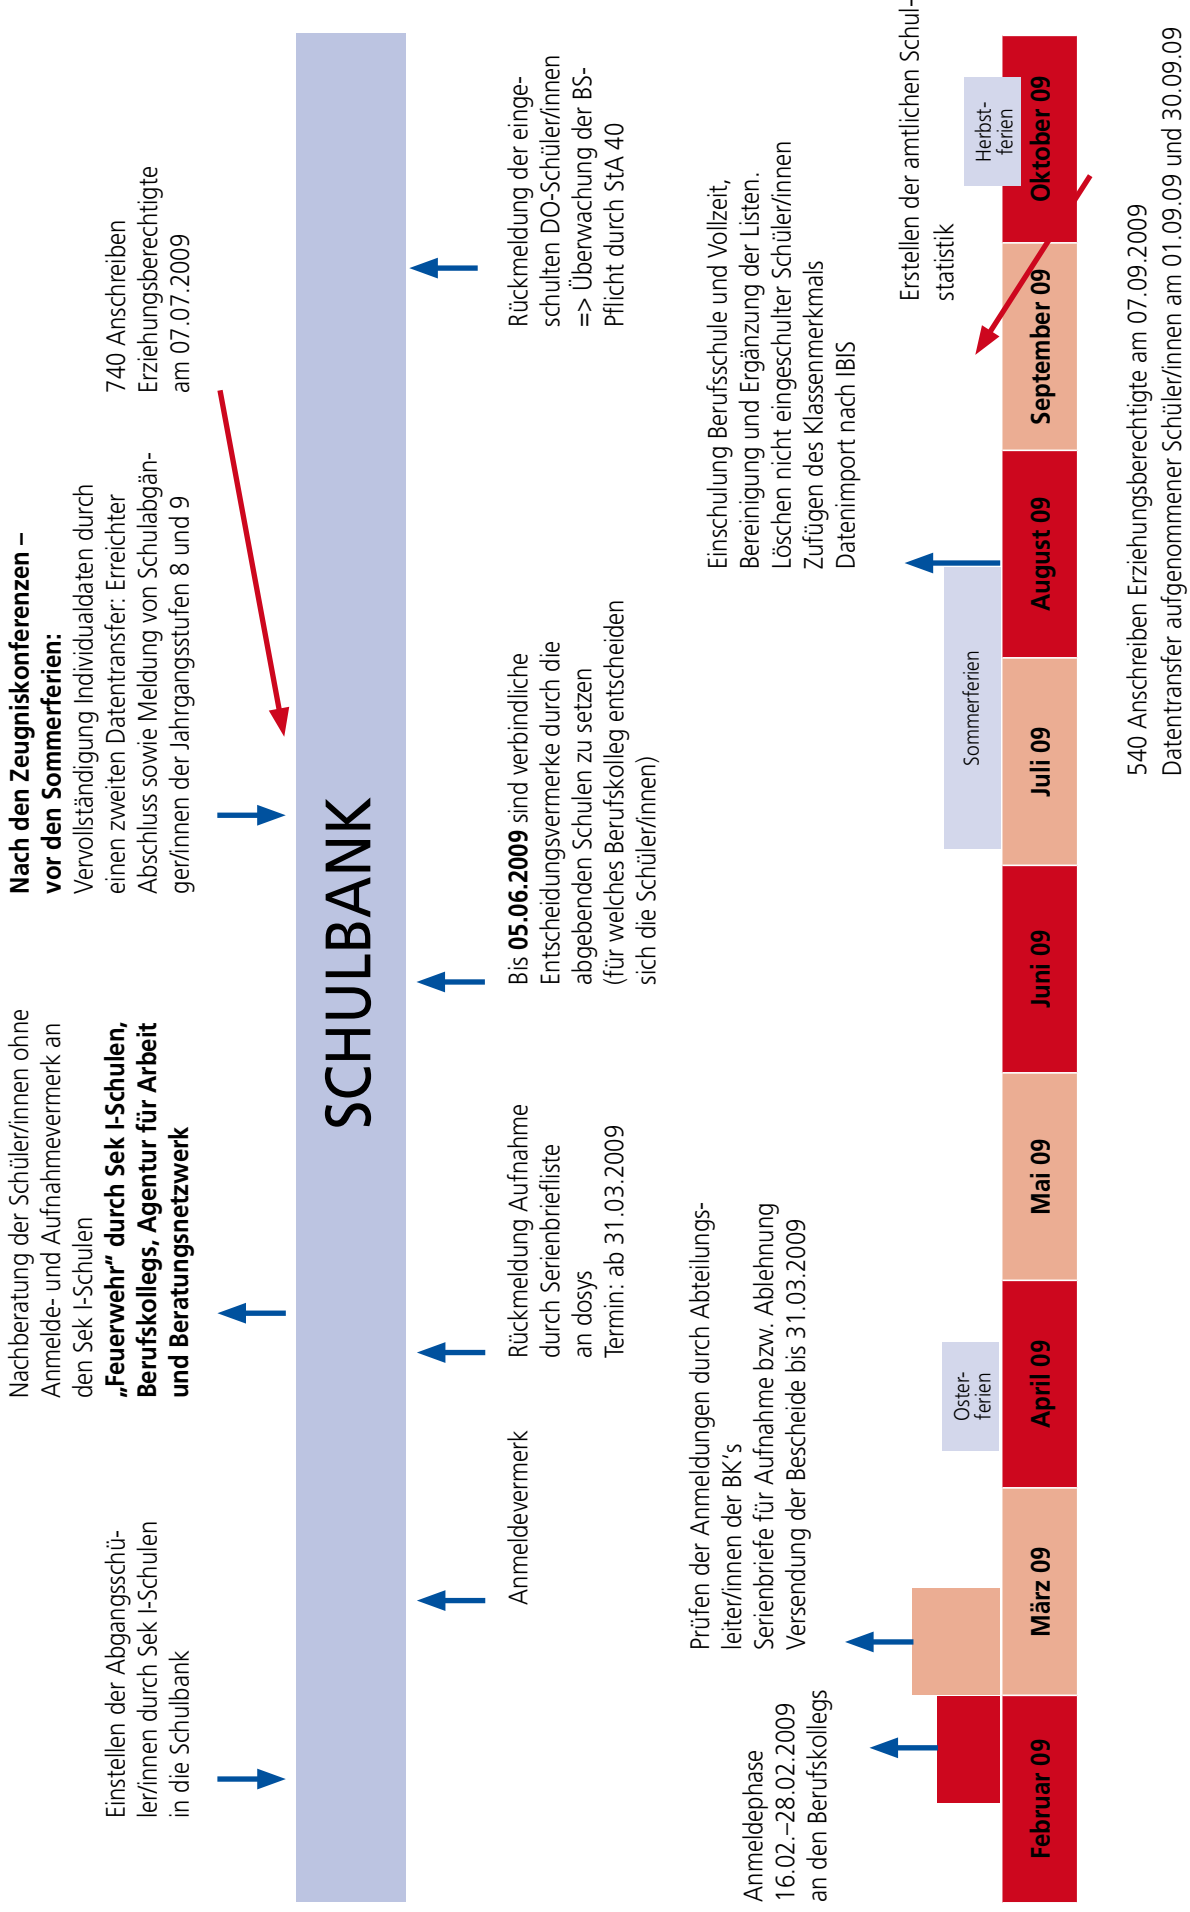 Einstellen der Abgangsschü-
ler/innen durch Sek I-Schulen
in die Schulbank
Nachberatung der Schüler/innen ohne
Anmelde- und Aufnahmevermerk an
den Sek I-Schulen
„Feuerwehr“ durch Sek I-Schulen,
Berufskollegs, Agentur für Arbeit
und Beratungsnetzwerk
Nach den Zeugniskonferenzen –
vor den Sommerferien:
Vervollständigung Individualdaten durch
einen zweiten Datentransfer: Erreichter
Abschluss sowie Meldung von Schulabgän-
ger/innen der Jahrgangsstufen 8 und 9
740 Anschreiben
Erziehungsberechtigte
am 07.07.2009
SCHULBANK
Anmeldevermerk
Rückmeldung Aufnahme
durch Serienbriefliste
an dosys
Termin: ab 31.03.2009
Bis 05.06.2009 sind verbindliche
Entscheidungsvermerke durch die
abgebenden Schulen zu setzen
(für welches Berufskolleg entscheiden
sich die Schüler/innen)
Rückmeldung der einge-
schulten DO-Schüler/innen
=> Überwachung der BS-
Pflicht durch StA 40
Anmeldephase
16.02.–28.02.2009
an den Berufskollegs
Prüfen der Anmeldungen durch Abteilungs-
leiter/innen der BK‘s
Serienbriefe für Aufnahme bzw. Ablehnung
Versendung der Bescheide bis 31.03.2009
Einschulung Berufsschule und Vollzeit,
Bereinigung und Ergänzung der Listen.
Löschen nicht eingeschulter Schüler/innen
Zufügen des Klassenmerkmals
Datenimport nach IBIS
Erstellen der amtlichen Schul-
statistik
Oster-
ferien
Sommerferien
Herbst-
ferien
Februar 09
März 09
April 09
Mai 09
Juni 09
Juli 09
August 09
September 09
Oktober 09
540 Anschreiben Erziehungsberechtigte am 07.09.2009
Datentransfer aufgenommener Schüler/innen am 01.09.09 und 30.09.09